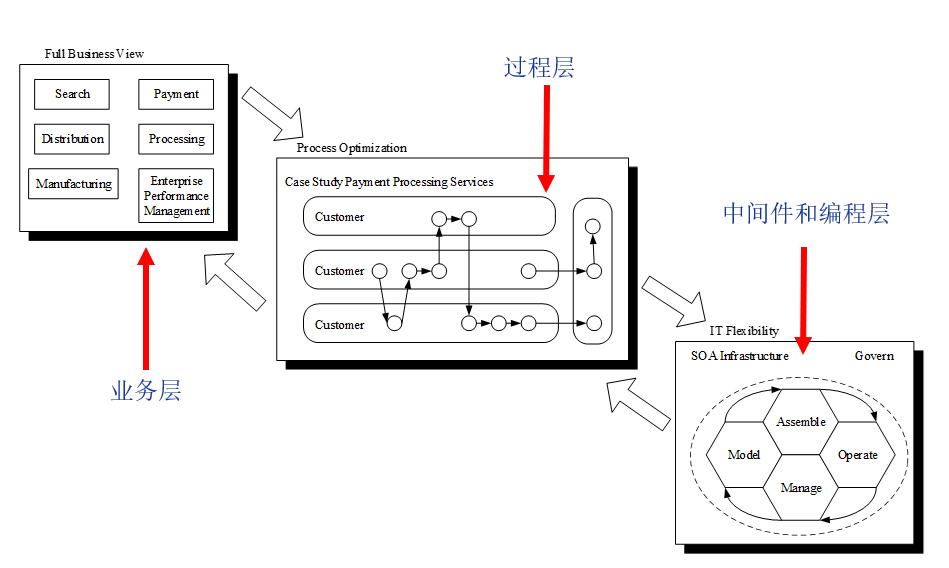 Full Business View
Search
Payment
Distribution
Processing
Manufacturing
Enterprise
Performance
Management
业务层
过程层
Process Optimization
Case Study Payment Processing Services
Customer
Customer
Customer
中间件和编程层
IT Flexibility
SOA Infrastructure
Govern
Assemble
Model
Operate
Manage